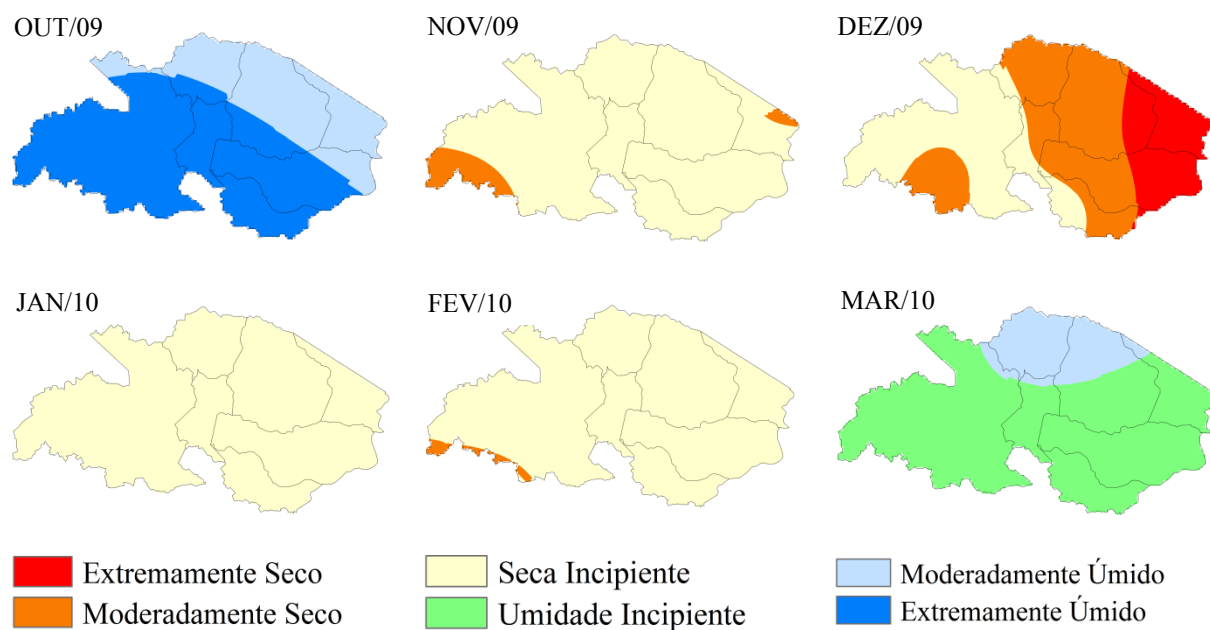 OUT/09
NOV/09
DEZ/09
JAN/10
FEV/10
MAR/10
Extremamente Seco
Seca Incipiente
Moderadamente Úmido
Moderadamente Seco
Umidade Incipiente
Extremamente Úmido